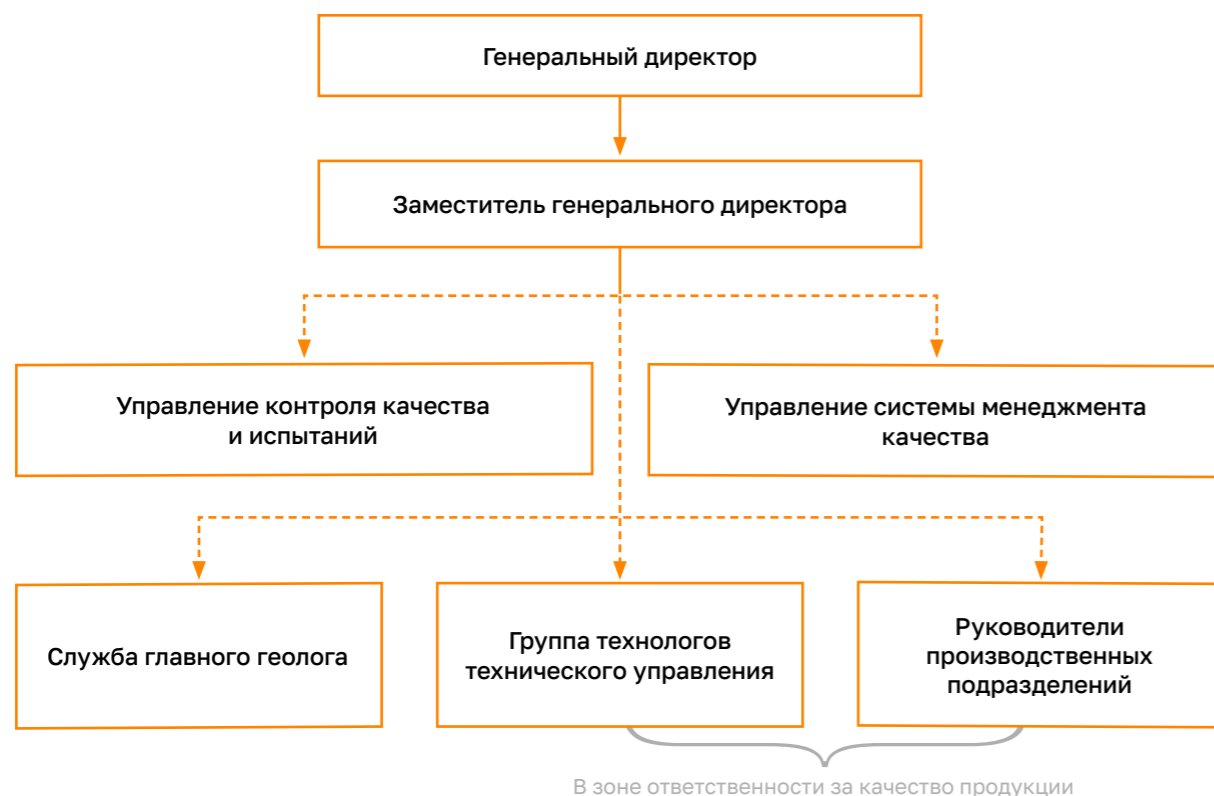 Генеральный директор
Заместитель генерального директора
Управление контроля качества
и испытаний
Управление системы менеджмента
качества
Служба главного геолога
Группа технологов
технического управления
Руководители
производственных
подразделений
В зоне ответственности за качество продукции